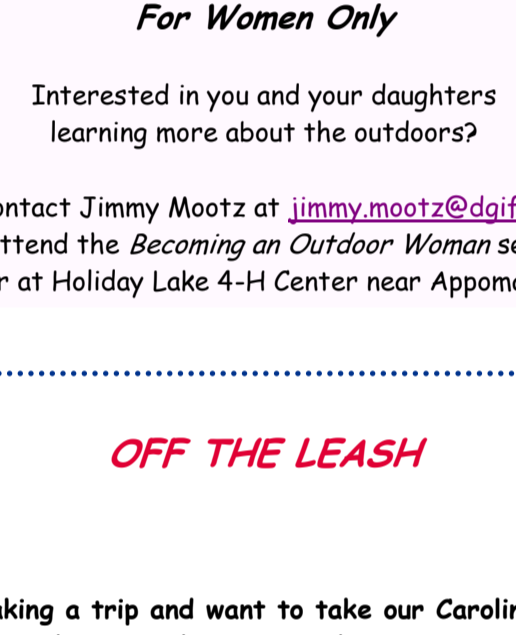 For Women Only
Interested in you and your daughters
learning more about the outdoors?
ontact Jimmy Mootz at jimmy.mootz@dgif
ttend the Becoming an Outdoor Woman se
r at Holiday Lake 4-H Center near Appom
OFF THE LEASH
king a trip and want to take our Carolin